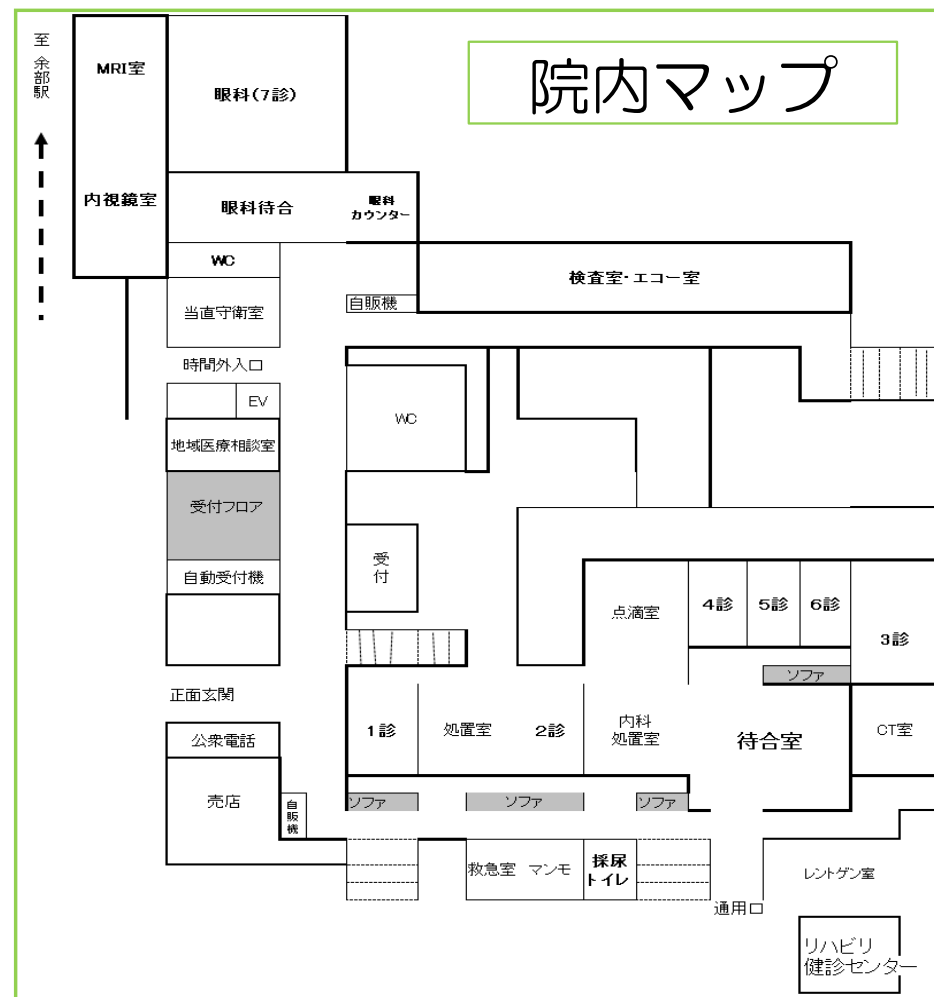 院内マップ
至 余部駅
MRI室
眼科(7診)
内視鏡室
眼科待合
眼科
カウンター
WC
検査室・エコー室
当直守衛室
自販機
時間外入口
EV
WC
地域医療相談室
受付フロア
受付
自動受付機
点滴室
4診
5診
6診
3診
ソファ
正面玄関
公衆電話
1診
処置室
2診
内科
処置室
待合室
CT室
売店
自販機
ソファ
ソファ
ソファ
救急室
マンモ
採尿
トイレ
レントゲン室
通用口
リハビリ
健診センター